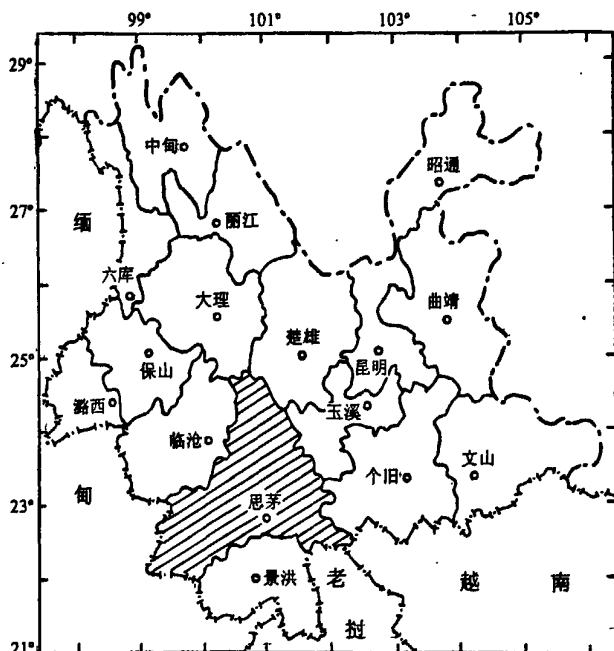 99° 101° 103° 105°
29°
中甸
昭通
27°
缅
丽江
六库
大理
曲靖
楚雄
25°
保山
昆明
潞西
玉溪
临沧
个旧
文山
甸
23°
思茅
景洪
老
越
南
挝
21°